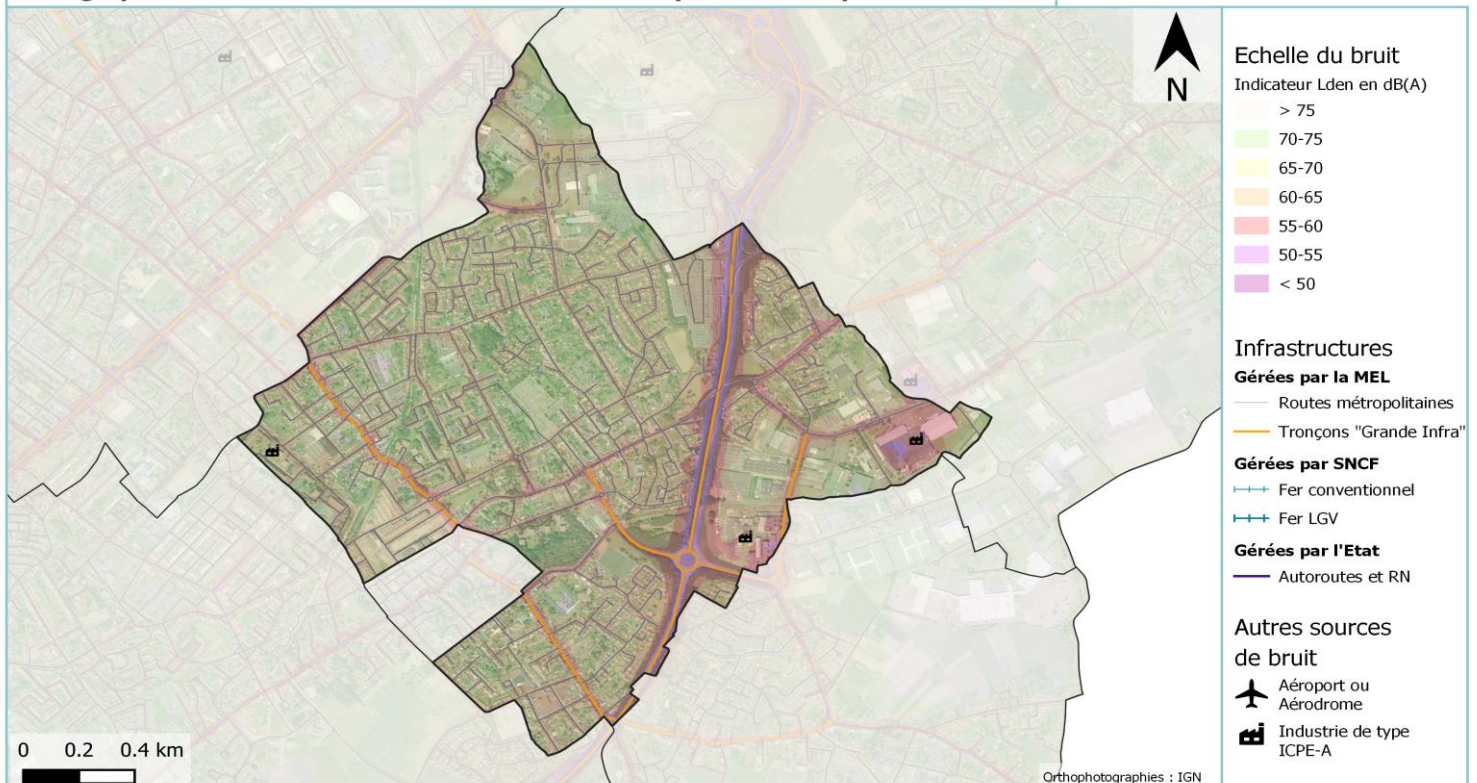 N
Echelle du bruit
Indicateur Lden en dB(A)
> 75
70-75
65-70
60-65
55-60
50-55
< 50
Infrastructures
Gérées par la MEL
Routes métropolitaines
Tronçons "Grande Infra"
Gérées par SNCF
Fer conventionnel
Fer LGV
Gérées par l'Etat
Autoroutes et RN
Autres sources
de bruit
Aéroport ou
Aérodrome
Industrie de type
ICPE-A
0 0.2 0.4 km
Orthophotographies : IGN